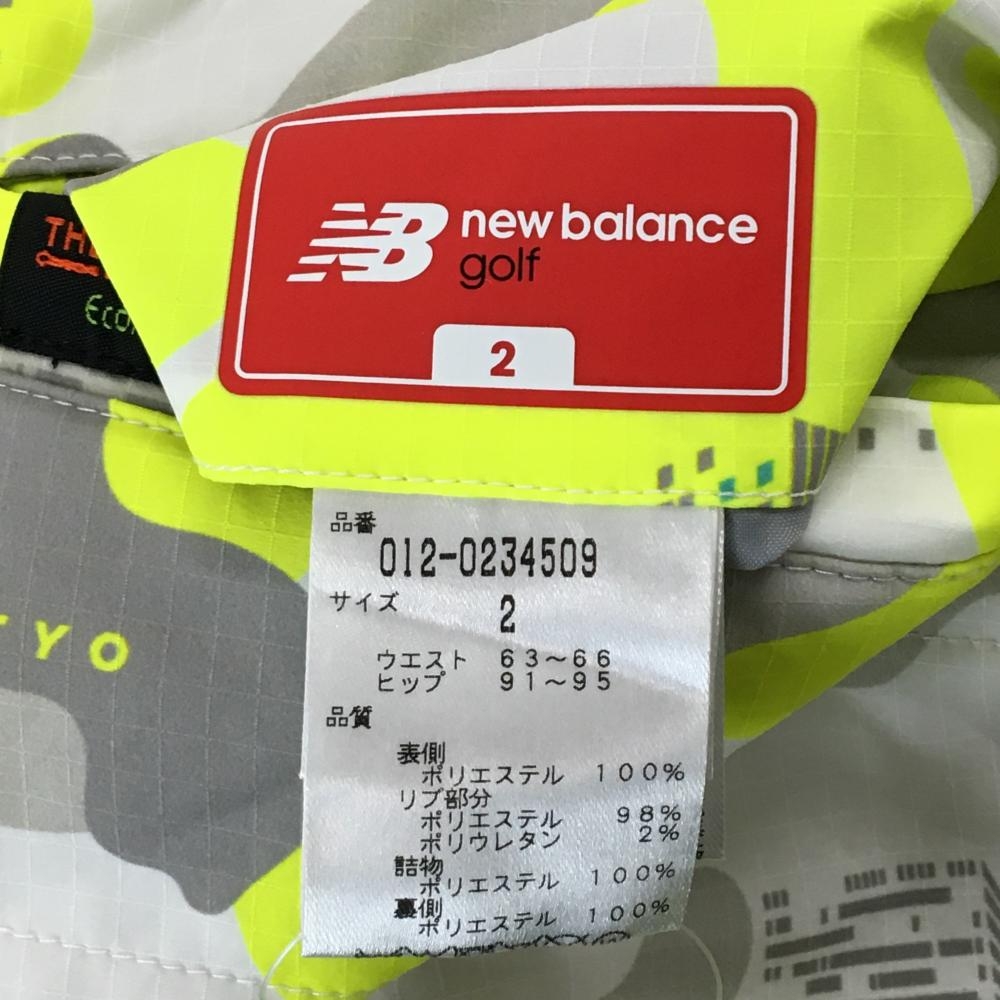 new balance
golf
2
品番
012-0234509
サイズ 2
ウエスト 63～66
ヒップ 91～95
品質
表側
ポリエステル 100%
リブ部分
ポリエステル 98%
ポリウレタン 2%
詰物
ポリエステル 100%
裏側
ポリエステル 100%
YO